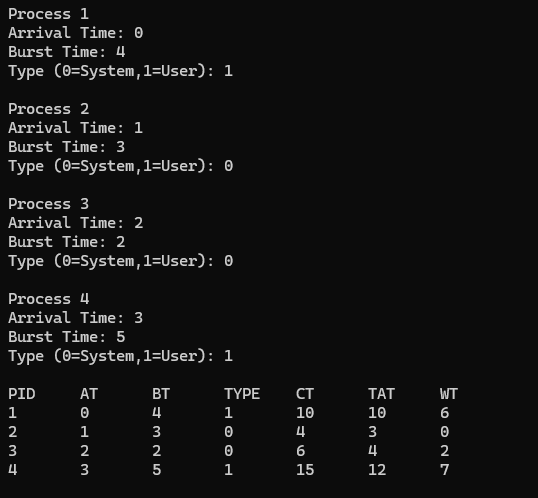 Process 1
Arrival Time: 0
Burst Time: 4
Type (0=System,1=User): 1
Process 2
Arrival Time: 1
Burst Time: 3
Type (0=System,1=User): 0
Process 3
Arrival Time: 2
Burst Time: 2
Type (0=System,1=User): 0
Process 4
Arrival Time: 3
Burst Time: 5
Type (0=System,1=User): 1
PID AT BT TYPE CT TAT WT
1 0 4 1 10 10 6
2 1 3 0 4 3 0
3 2 2 0 6 4 2
4 3 5 1 15 12 7